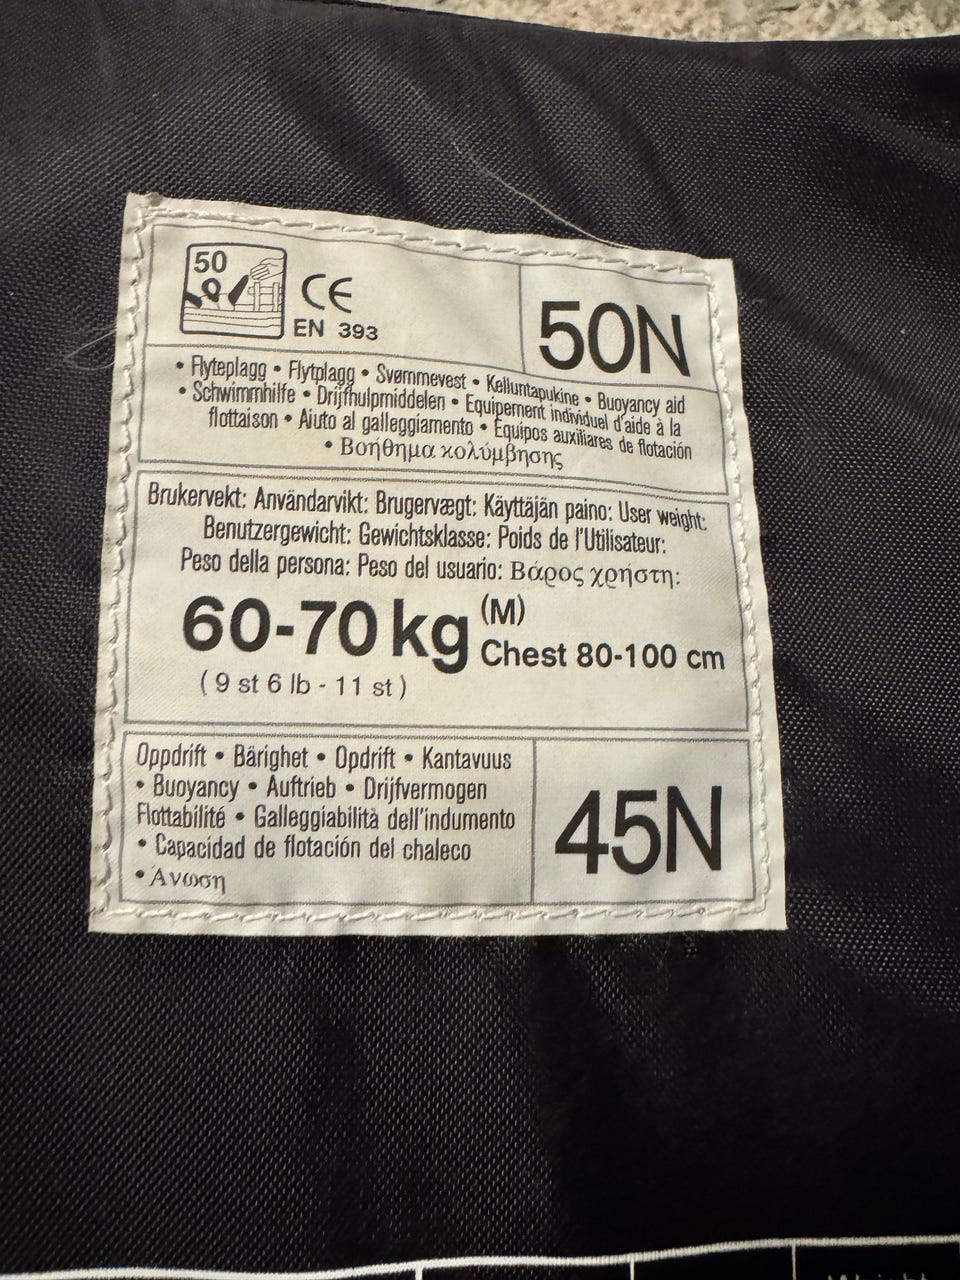 50
CE
EN 393
50N
• Flyteplagg • Flytplagg • Svømmevest • Kelluntapukine • Buoyancy aid
• Schwimmhilfe • Drijfhulpmiddelen • Equipement individuel d'aide à la
flottaison • Aiuto al galleggiamento • Equipos auxiliares de flotación
• Βοήθημα κολύμβησης
Brukervekt: Användarvikt: Brugervægt: Käyttäjän paino: User weight:
Benutzergewicht: Gewichtsklasse: Poids de l'Utilisateur:
Peso della persona: Peso del usuario: Βάρος χρήστη:
60-70 kg (M)
Chest 80-100 cm
( 9 st 6 lb - 11 st )
Oppdrift • Bärighet • Opdrift • Kantavuus
• Buoyancy • Auftrieb • Drijfvermogen
Flottabilité • Galleggiabilità dell'indumento
• Capacidad de flotación del chaleco
• Ανωση
45N